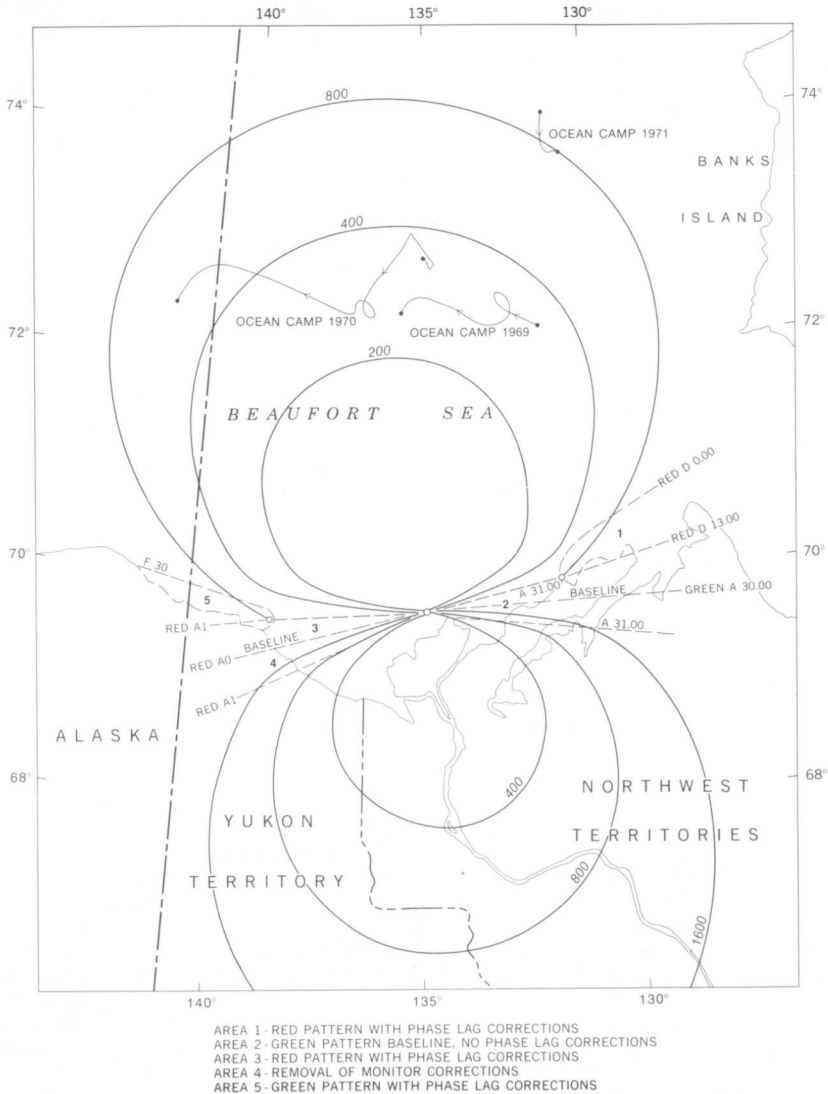 140° 135° 130°
74° 74°
800
OCEAN CAMP 1971
BANKS
ISLAND
400
OCEAN CAMP 1970
OCEAN CAMP 1969
72° 72°
200
BEAUFORT SEA
RED D 0.00
1
RED D 13.00
70° 70°
F 30
A 31.00
BASELINE
GREEN A 30.00
5
2
RED A1
3
A 31.00
BASELINE
RED A0
4
RED A1
ALASKA
68° 68°
400
NORTHWEST
TERRITORIES
YUKON
TERRITORY
800
1600
140° 135° 130°
AREA 1 - RED PATTERN WITH PHASE LAG CORRECTIONS
AREA 2 - GREEN PATTERN BASELINE, NO PHASE LAG CORRECTIONS
AREA 3 - RED PATTERN WITH PHASE LAG CORRECTIONS
AREA 4 - REMOVAL OF MONITOR CORRECTIONS
AREA 5 - GREEN PATTERN WITH PHASE LAG CORRECTIONS